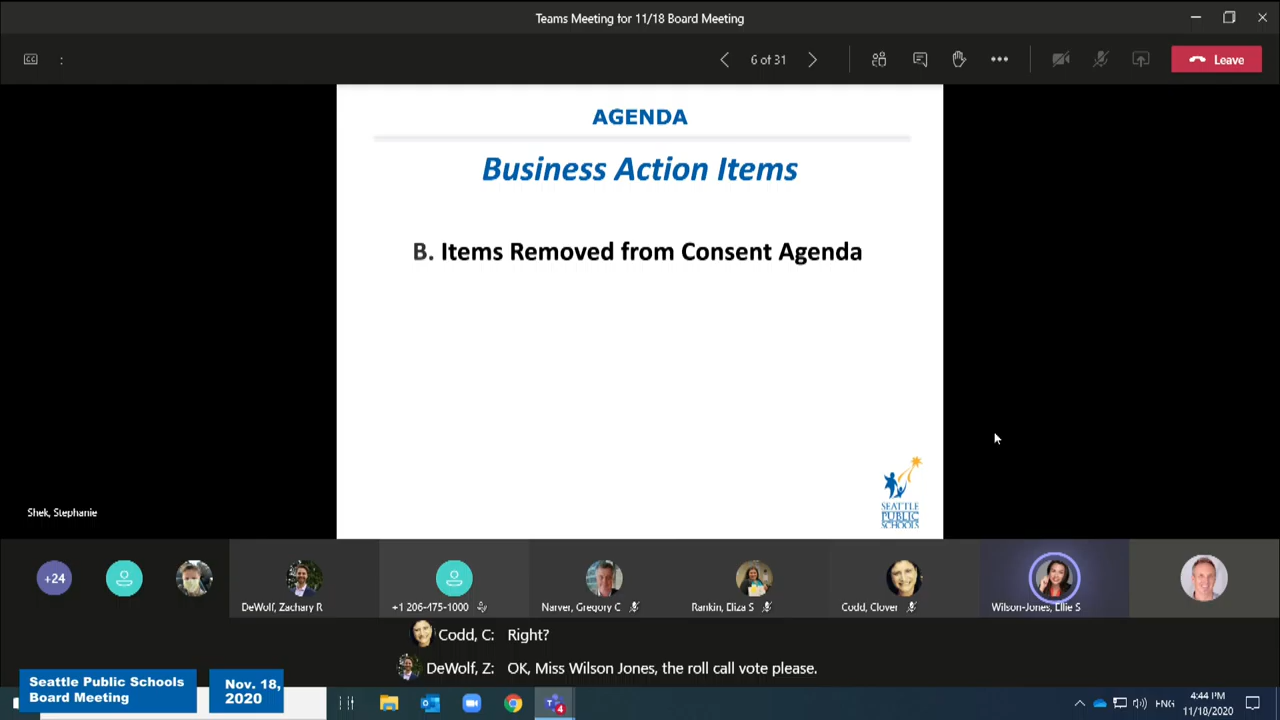 Teams Meeting for 11/18 Board Meeting
CC
:
6 of 31
Leave
AGENDA
Business Action Items
B. Items Removed from Consent Agenda
SEATTLE
PUBLIC
SCHOOLS
Shek, Stephanie
+24
DeWolf, Zachary R
+1 206-475-1000
Narver, Gregory C
Rankin, Eliza S
Codd, Clover
Wilson-Jones, Ellie S
Codd, C: Right?
DeWolf, Z: OK, Miss Wilson Jones, the roll call vote please.
Seattle Public Schools
Board Meeting
Nov. 18,
2020
4
ENG
4:44 PM
11/18/2020